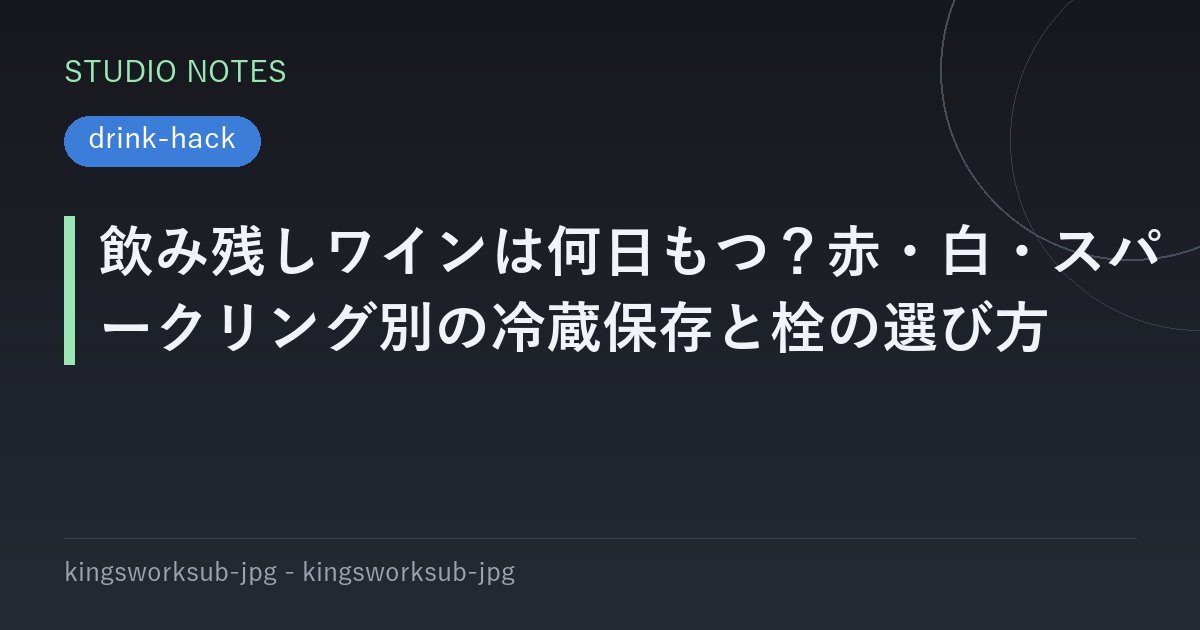 STUDIO NOTES
drink-hack
飲み残しワインは何日もつ？赤・白・スパ
ークリング別の冷蔵保存と栓の選び方
kingsworksub-jpg - kingsworksub-jpg